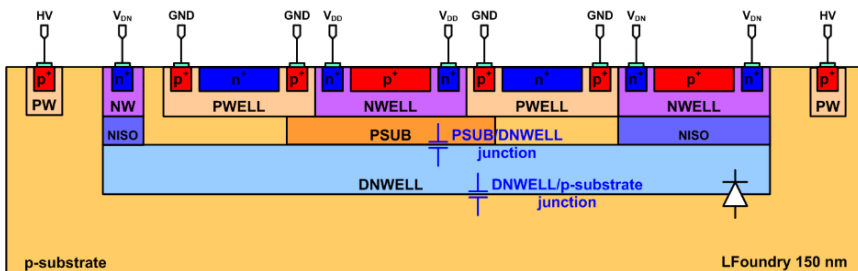 HV V_DN GND GND V_DD V_DD GND GND V_DN V_DN HV
p⁺ n⁺ p⁺ n⁺ p⁺ n⁺ p⁺ n⁺ p⁺ n⁺ p⁺ n⁺ p⁺ n⁺ p⁺
PW NW PWELL NWELL PWELL NWELL PW
NISO PSUB PSUB/DNWELL NISO
junction
DNWELL DNWELL/p-substrate
junction
p-substrate LFoundry 150 nm